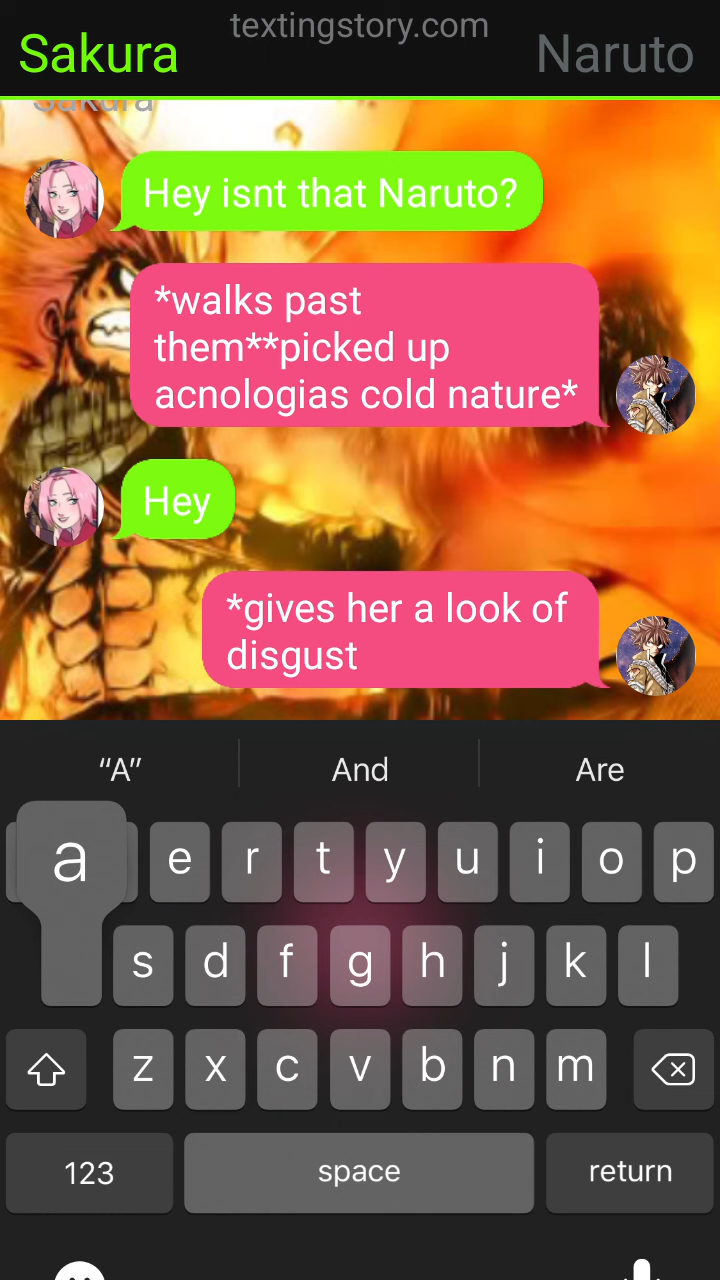 textingstory.com
Sakura
Naruto
Sakura
Hey isnt that Naruto?
*walks past
them**picked up
acnologias cold nature*
Hey
*gives her a look of
disgust
“A”
And
Are
a
e r t y u i o p
s d f g h j k l
z x c v b n m
123
space
return